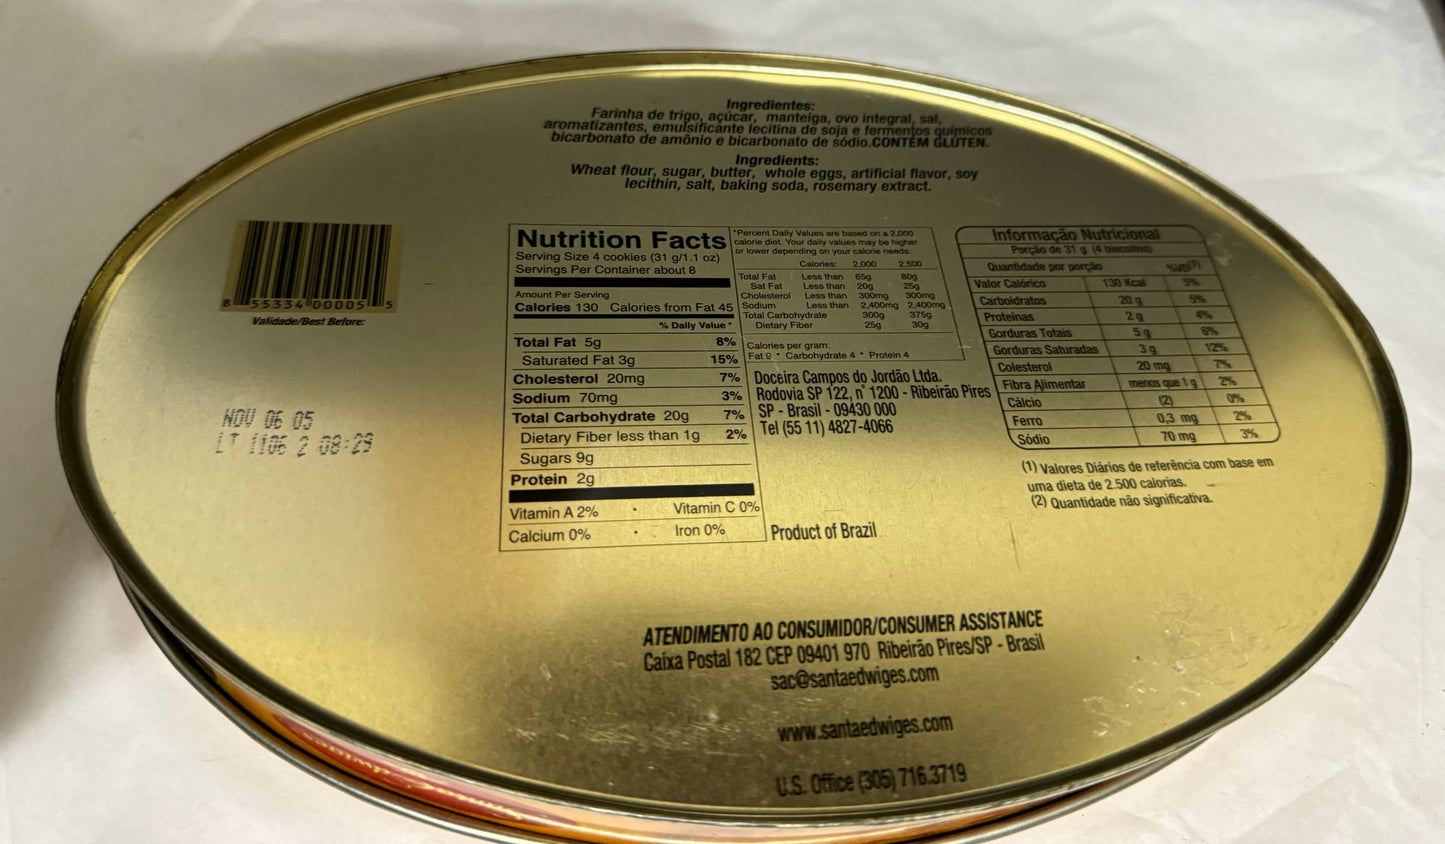 Ingredientes:
Farinha de trigo, açúcar, manteiga, ovo integral, sal,
aromatizantes, emulsificante lecitina de soja e fermentos químicos
bicarbonato de amônio e bicarbonato de sódio.CONTÉM GLÚTEN.
Ingredients:
Wheat flour, sugar, butter, whole eggs, artificial flavor, soy
lecithin, salt, baking soda, rosemary extract.
8 55334 00005 5
Validade/Best Before:
NOV 06 05
LT 1106 2 08:29
Nutrition Facts
Serving Size 4 cookies (31 g/1.1 oz)
Servings Per Container about 8
Amount Per Serving
Calories 130 Calories from Fat 45
% Daily Value *
Total Fat 5g 8%
Saturated Fat 3g 15%
Cholesterol 20mg 7%
Sodium 70mg 3%
Total Carbohydrate 20g 7%
Dietary Fiber less than 1g 2%
Sugars 9g
Protein 2g
Vitamin A 2% • Vitamin C 0%
Calcium 0% • Iron 0%
*Percent Daily Values are based on a 2,000
calorie diet. Your daily values may be higher
or lower depending on your calorie needs:
Calories: 2,000 2,500
Total Fat Less than 65g 80g
Sat Fat Less than 20g 25g
Cholesterol Less than 300mg 300mg
Sodium Less than 2,400mg 2,400mg
Total Carbohydrate 300g 375g
Dietary Fiber 25g 30g
Calories per gram:
Fat 9 * Carbohydrate 4 * Protein 4
Doceira Campos do Jordão Ltda.
Rodovia SP 122, n° 1200 - Ribeirão Pires
SP - Brasil - 09430 000
Tel (55 11) 4827-4066
Product of Brazil
Informação Nutricional
Porção de 31 g (4 biscoitos)
Quantidade por porção %VD(1)
Valor Calórico 130 Kcal 5%
Carboidratos 20 g 5%
Proteínas 2 g 4%
Gorduras Totais 5 g 6%
Gorduras Saturadas 3 g 12%
Colesterol 20 mg 7%
Fibra Alimentar menos que 1 g 2%
Cálcio (2) 0%
Ferro 0,3 mg 2%
Sódio 70 mg 3%
(1) Valores Diários de referência com base em
uma dieta de 2.500 calorias.
(2) Quantidade não significativa.
ATENDIMENTO AO CONSUMIDOR/CONSUMER ASSISTANCE
Caixa Postal 182 CEP 09401 970 Ribeirão Pires/SP - Brasil
sac@santaedwiges.com
www.santaedwiges.com
U.S. Office (305) 716.3719